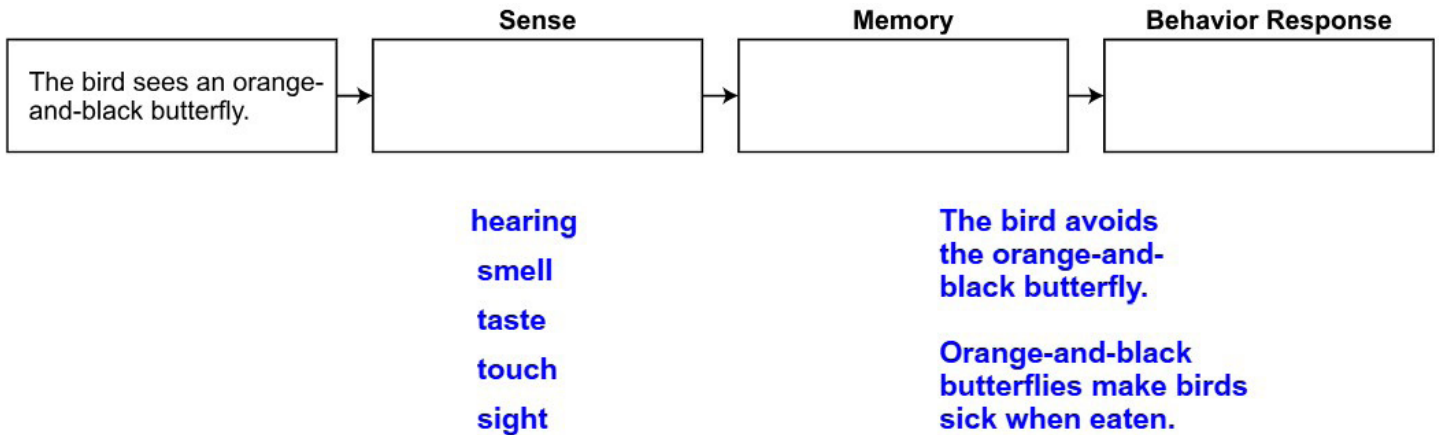 Sense
Memory
Behavior Response
The bird sees an orange-
and-black butterfly.
hearing
smell
taste
touch
sight
The bird avoids
the orange-and-
black butterfly.
Orange-and-black
butterflies make birds
sick when eaten.